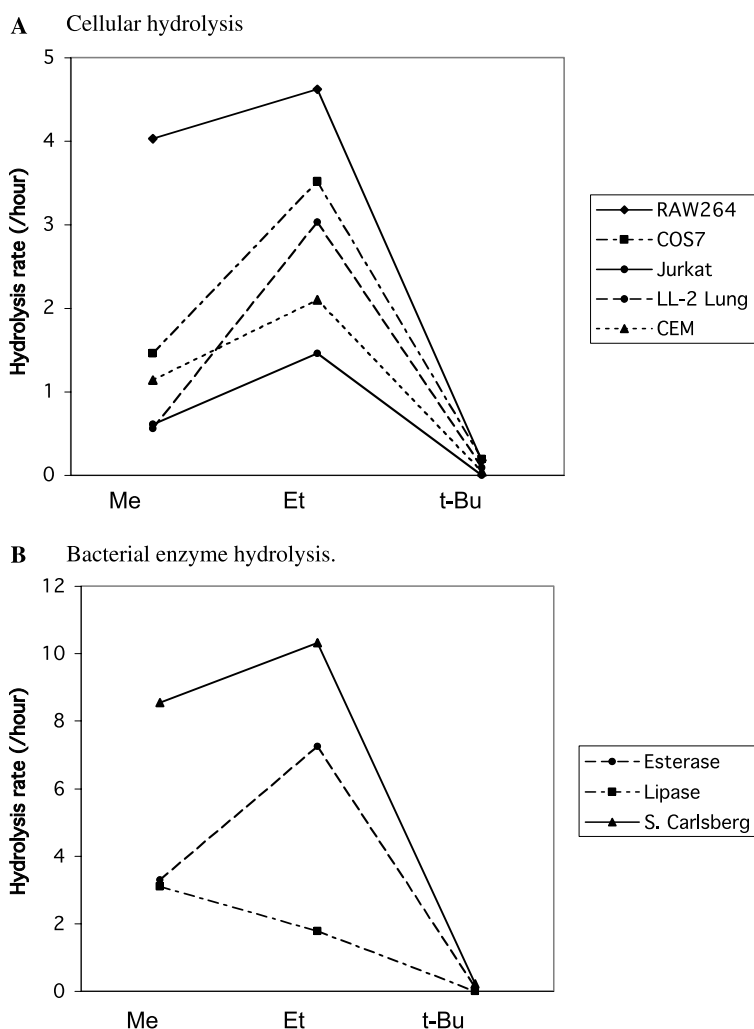 A Cellular hydrolysis
5
4
3
2
1
0
Hydrolysis rate (/hour)
Me Et t-Bu
RAW264
COS7
Jurkat
LL-2 Lung
CEM
B Bacterial enzyme hydrolysis.
12
10
8
6
4
2
0
Hydrolysis rate (/hour)
Me Et t-Bu
Esterase
Lipase
S. Carlsberg